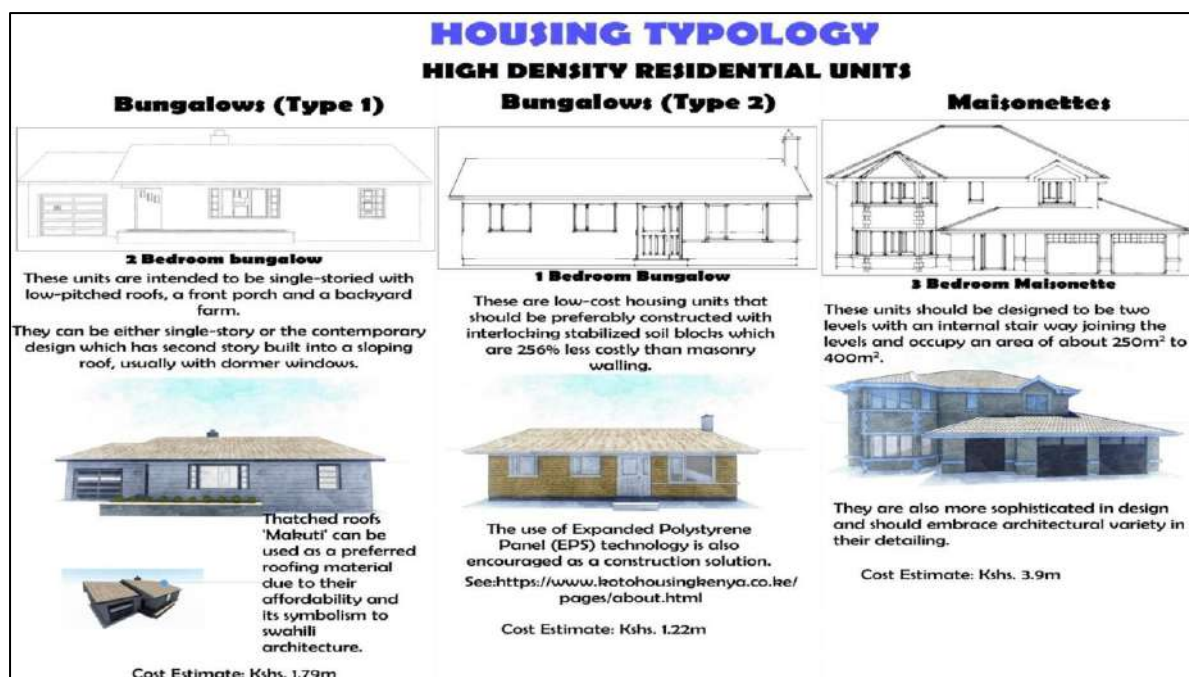 HOUSING TYPOLOGY
HIGH DENSITY RESIDENTIAL UNITS
Bungalows (Type 1)
2 Bedroom bungalow
These units are intended to be single-storied with
low-pitched roofs, a front porch and a backyard
farm.
They can be either single-story or the contemporary
design which has second story built into a sloping
roof, usually with dormer windows.
Thatched roofs
'Makuti' can be
used as a preferred
roofing material
due to their
affordability and
its symbolism to
swahili
architecture.
Cost Estimate: Kshs. 1.79m
Bungalows (Type 2)
1 Bedroom Bungalow
These are low-cost housing units that
should be preferably constructed with
interlocking stabilized soil blocks which
are 256% less costly than masonry
walling.
The use of Expanded Polystyrene
Panel (EPS) technology is also
encouraged as a construction solution.
See:https://www.kotohousingkenya.co.ke/
pages/about.html
Cost Estimate: Kshs. 1.22m
Maisonettes
3 Bedroom Maisonette
These units should be designed to be two
levels with an internal stair way joining the
levels and occupy an area of about 250m² to
400m².
They are also more sophisticated in design
and should embrace architectural variety in
their detailing.
Cost Estimate: Kshs. 3.9m